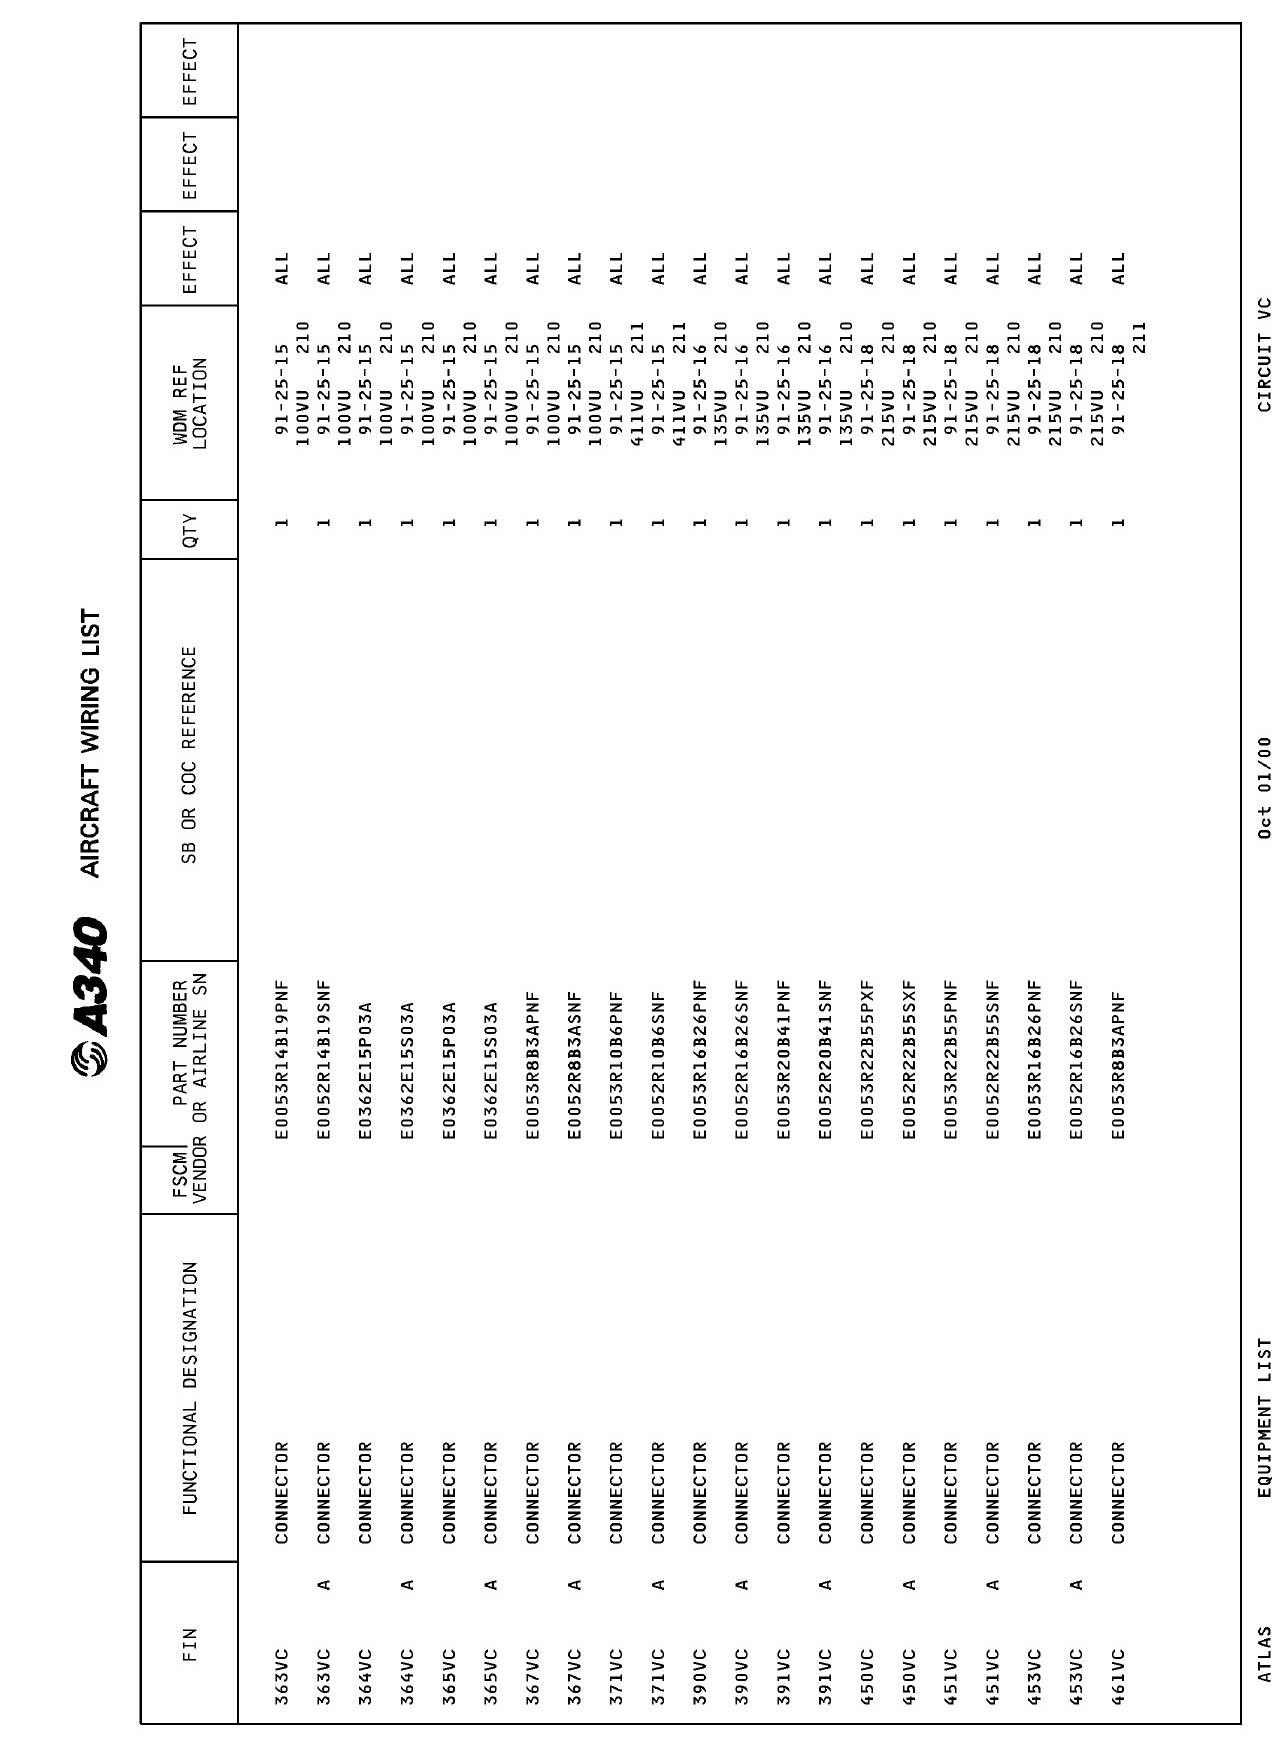 A340 AIRCRAFT WIRING LIST
FIN FUNCTIONAL DESIGNATION FSCM PART NUMBER SB OR COC REFERENCE QTY WDM REF EFFECT EFFECT EFFECT
VENDOR OR AIRLINE SN LOCATION
363VC CONNECTOR E0053R14B19PNF 1 91-25-15 ALL
100VU 210
363VC A CONNECTOR E0052R14B19SNF 1 91-25-15 ALL
100VU 210
364VC CONNECTOR E0362E15P03A 1 91-25-15 ALL
100VU 210
364VC A CONNECTOR E0362E15S03A 1 91-25-15 ALL
100VU 210
365VC CONNECTOR E0362E15P03A 1 91-25-15 ALL
100VU 210
365VC A CONNECTOR E0362E15S03A 1 91-25-15 ALL
100VU 210
367VC CONNECTOR E0053R8B3APNF 1 91-25-15 ALL
100VU 210
367VC A CONNECTOR E0052R8B3ASNF 1 91-25-15 ALL
100VU 210
371VC CONNECTOR E0053R10B6PNF 1 91-25-15 ALL
411VU 211
371VC A CONNECTOR E0052R10B6SNF 1 91-25-15 ALL
411VU 211
390VC CONNECTOR E0053R16B26PNF 1 91-25-16 ALL
135VU 210
390VC A CONNECTOR E0052R16B26SNF 1 91-25-16 ALL
135VU 210
391VC CONNECTOR E0053R20B41PNF 1 91-25-16 ALL
135VU 210
391VC A CONNECTOR E0052R20B41SNF 1 91-25-16 ALL
135VU 210
450VC CONNECTOR E0053R22B55PXF 1 91-25-18 ALL
215VU 210
450VC A CONNECTOR E0052R22B55SXF 1 91-25-18 ALL
215VU 210
451VC CONNECTOR E0053R22B55PNF 1 91-25-18 ALL
215VU 210
451VC A CONNECTOR E0052R22B55SNF 1 91-25-18 ALL
215VU 210
453VC CONNECTOR E0053R16B26PNF 1 91-25-18 ALL
215VU 210
453VC A CONNECTOR E0052R16B26SNF 1 91-25-18 ALL
215VU 210
461VC CONNECTOR E0053R8B3APNF 1 91-25-18 ALL
211
ATLAS EQUIPMENT LIST Oct 01/00 CIRCUIT VC